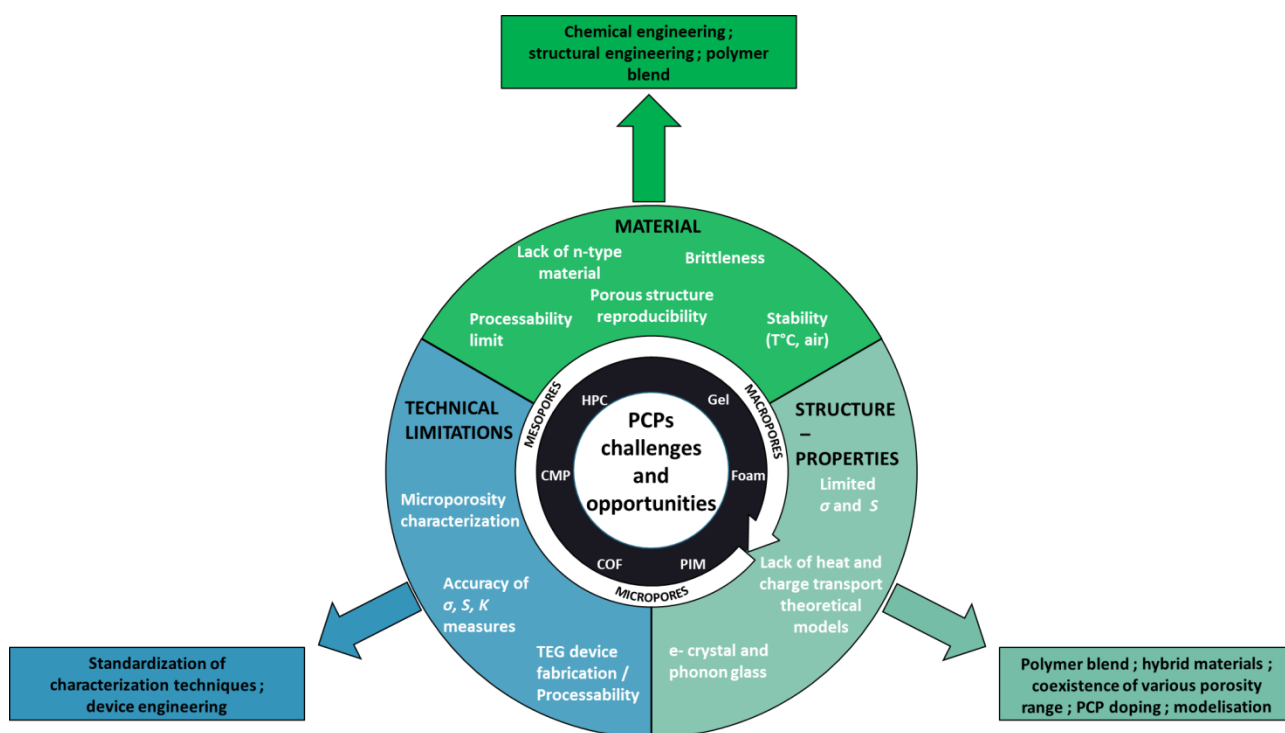 Chemical engineering ;
structural engineering ; polymer
blend
MATERIAL
Lack of n-type
material
Brittleness
Porous structure
reproducibility
Processability
limit
Stability
(T°C, air)
MESOPORES
MACROPORES
MICROPORES
HPC
Gel
CMP
Foam
COF
PIM
PCPs
challenges
and
opportunities
TECHNICAL
LIMITATIONS
Microporosity
characterization
Accuracy of
σ, S, K
measures
TEG device
fabrication /
Processability
STRUCTURE
–
PROPERTIES
Limited
σ and S
Lack of heat and
charge transport
theoretical
models
e- crystal and
phonon glass
Standardization of
characterization techniques ;
device engineering
Polymer blend ; hybrid materials ;
coexistence of various porosity
range ; PCP doping ; modelisation